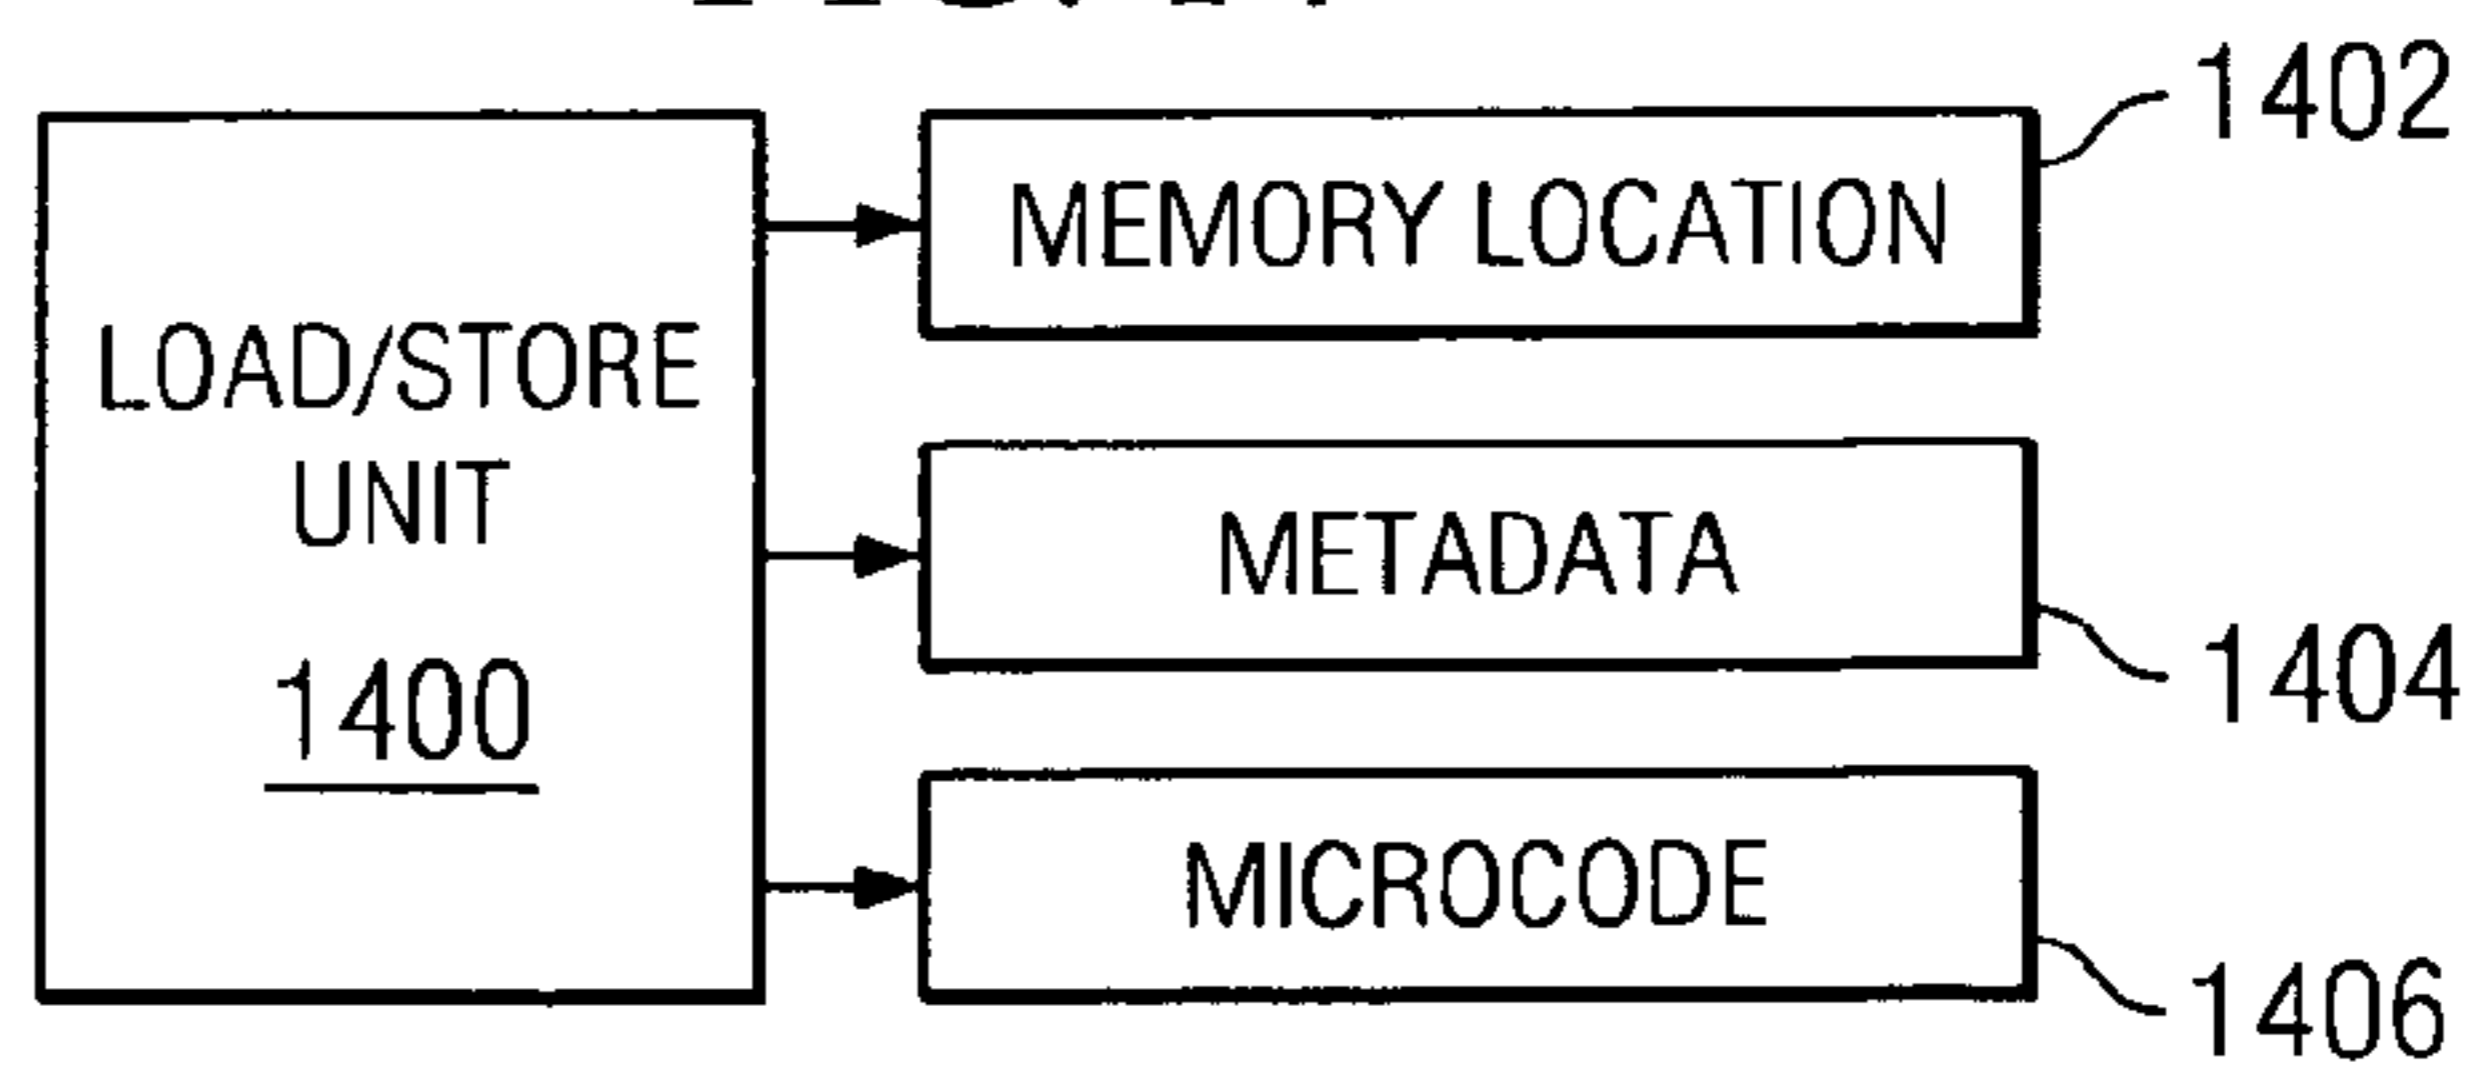 1402
MEMORY LOCATION
LOAD/STORE
UNIT
1400
METADATA
1404
MICROCODE
1406